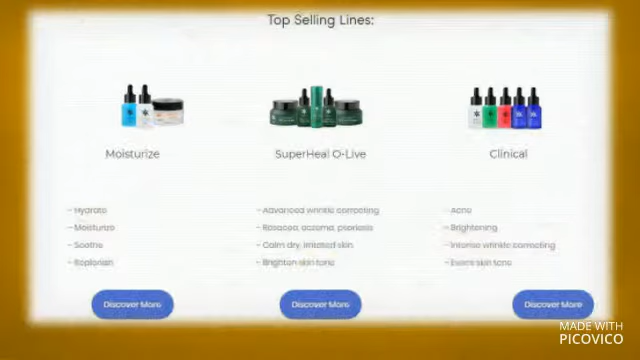 Top Selling Lines:
Moisturize
SuperHeal O-Live
Clinical
- Hydrate
- Moisturize
- Soothe
- Replenish
- Advanced wrinkle correcting
- Rosacea, eczema, psoriasis
- Calm dry, irritated skin
- Brighten skin tone
- Acne
- Brightening
- Intense wrinkle correcting
- Evens skin tone
Discover More
Discover More
Discover More
MADE WITH
PICOVICO